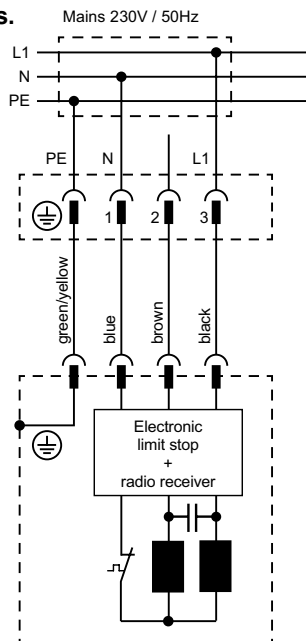 s.
Mains 230V / 50Hz
L1
N
PE
PE N L1
1 2 3
green/yellow
blue
brown
black
Electronic
limit stop
+
radio receiver